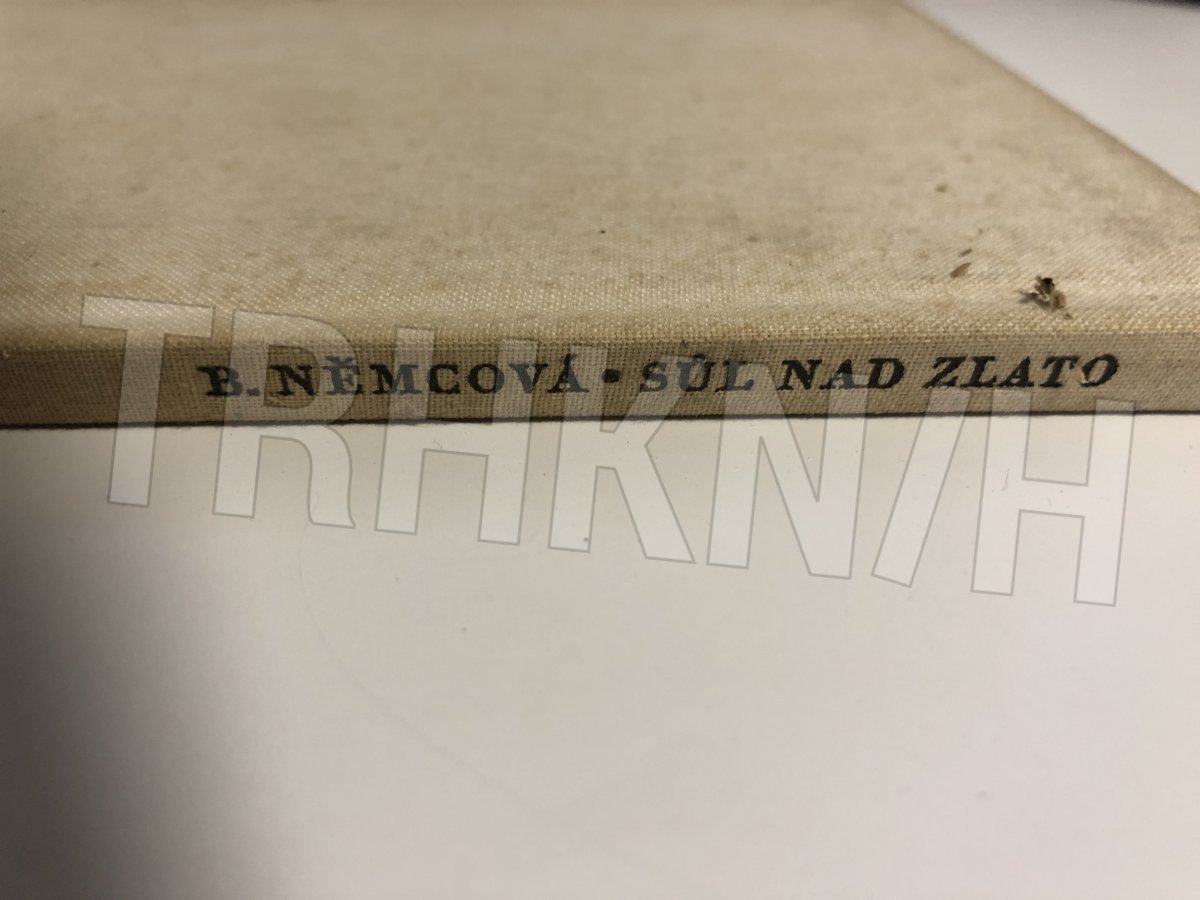 B. NĚMCOVÁ • SŮL NAD ZLATO
TRHKNIH